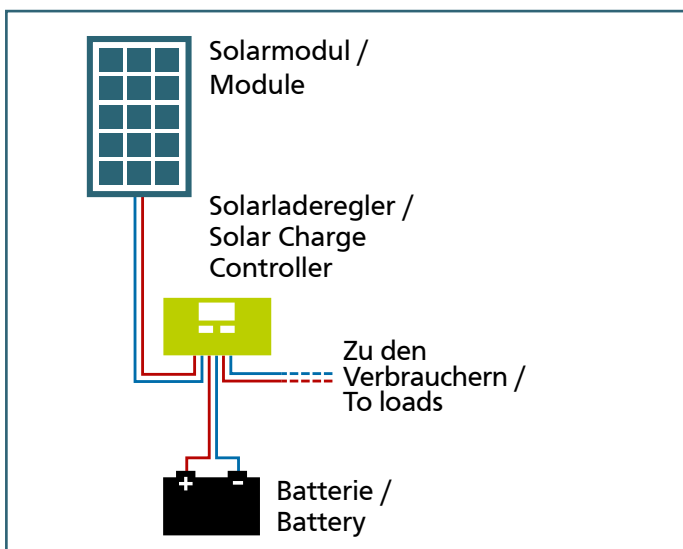 Solarmodul /
Module
Solarladeregler /
Solar Charge
Controller
Zu den
Verbrauchern /
To loads
+ -
Batterie /
Battery